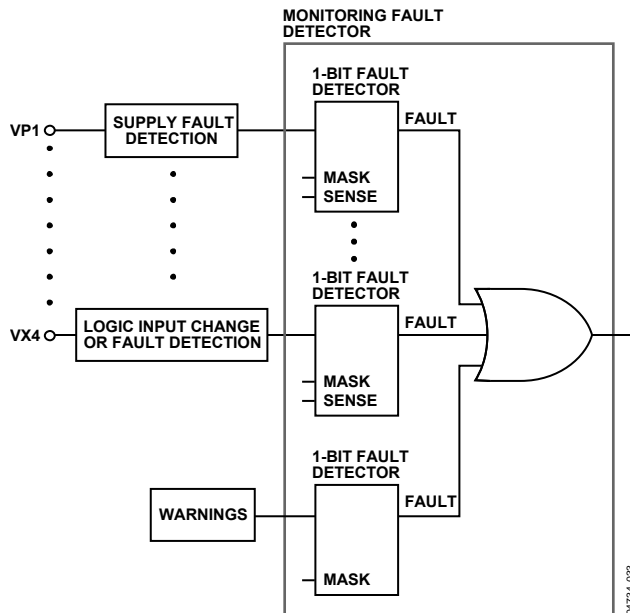 MONITORING FAULT
DETECTOR
1-BIT FAULT
DETECTOR
VP1
SUPPLY FAULT
DETECTION
FAULT
MASK
SENSE
1-BIT FAULT
DETECTOR
VX4
LOGIC INPUT CHANGE
OR FAULT DETECTION
FAULT
MASK
SENSE
1-BIT FAULT
DETECTOR
WARNINGS
FAULT
MASK